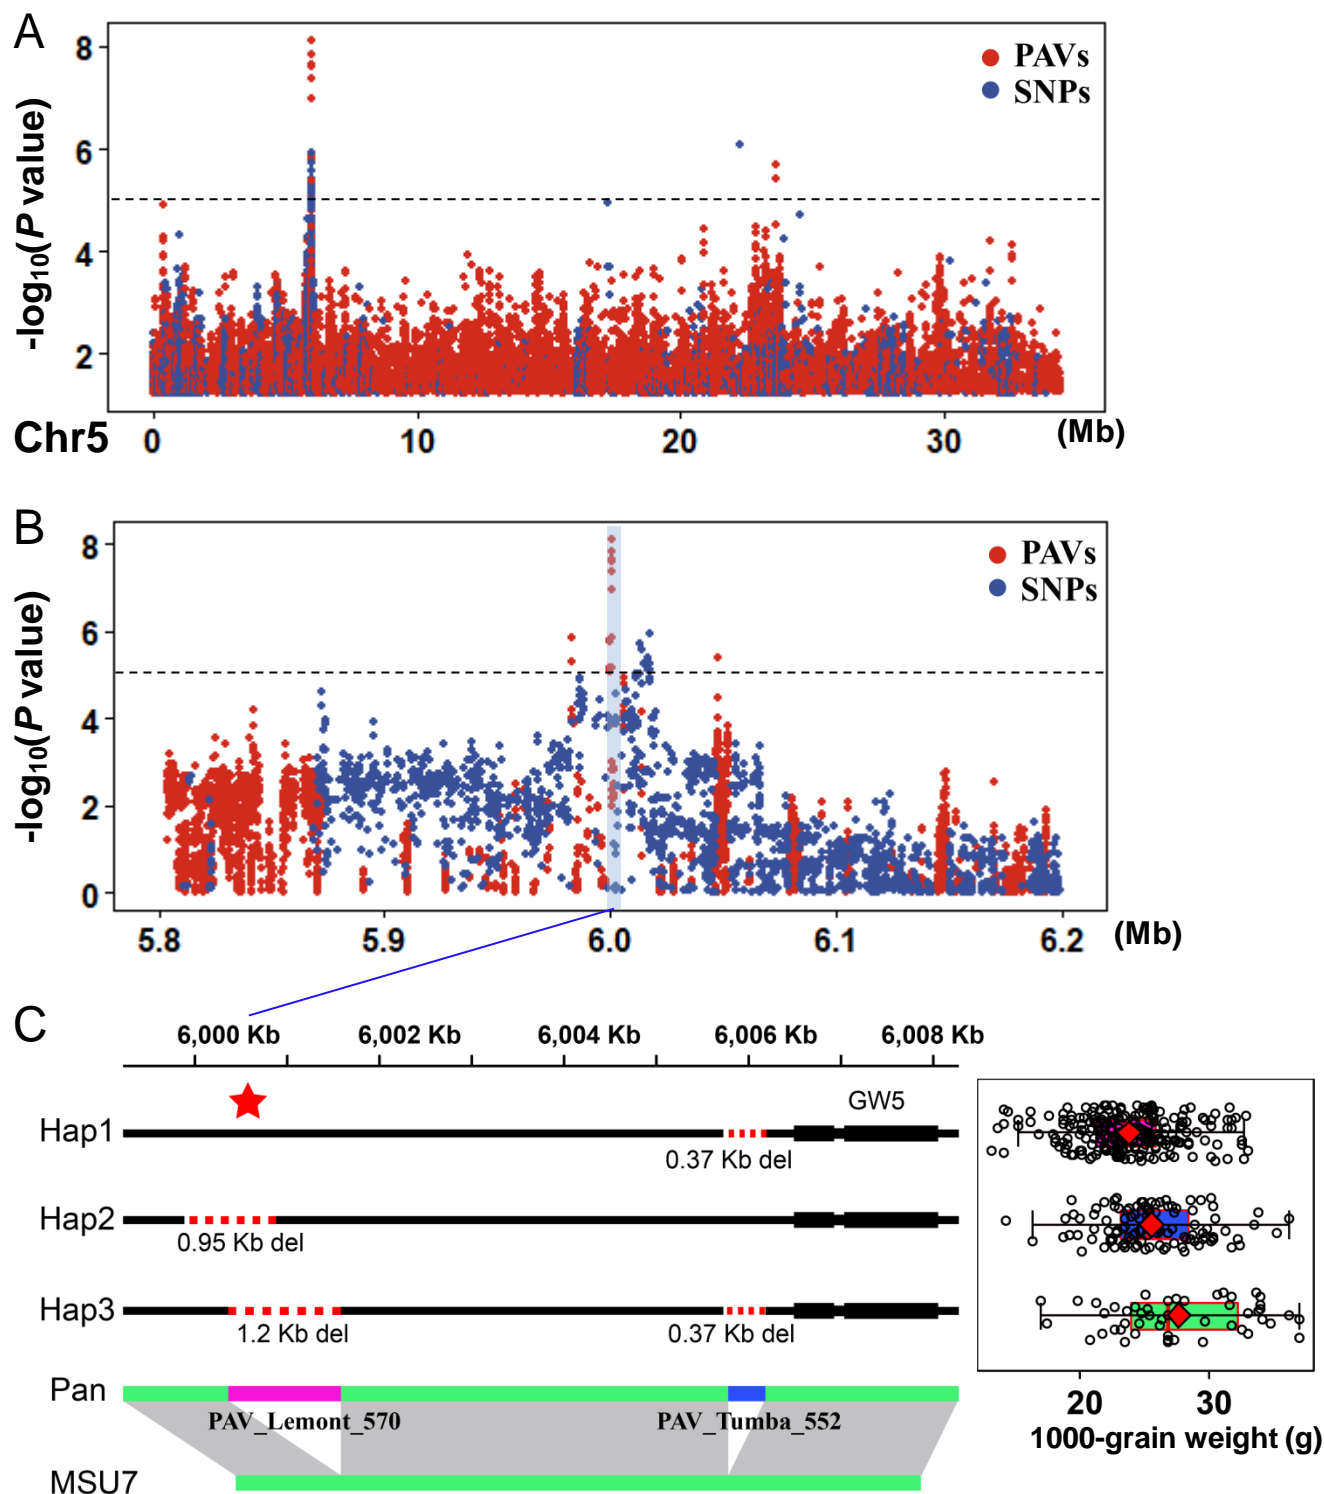 A
8
6
4
2
-log10(P value)
PAVs
SNPs
Chr5
0
10
20
30
(Mb)
B
8
6
4
2
0
-log10(P value)
PAVs
SNPs
5.8
5.9
6.0
6.1
6.2
(Mb)
C
6,000 Kb
6,002 Kb
6,004 Kb
6,006 Kb
6,008 Kb
GW5
Hap1
0.37 Kb del
Hap2
0.95 Kb del
Hap3
1.2 Kb del
0.37 Kb del
Pan
PAV_Lemont_570
PAV_Tumba_552
MSU7
20
30
1000-grain weight (g)